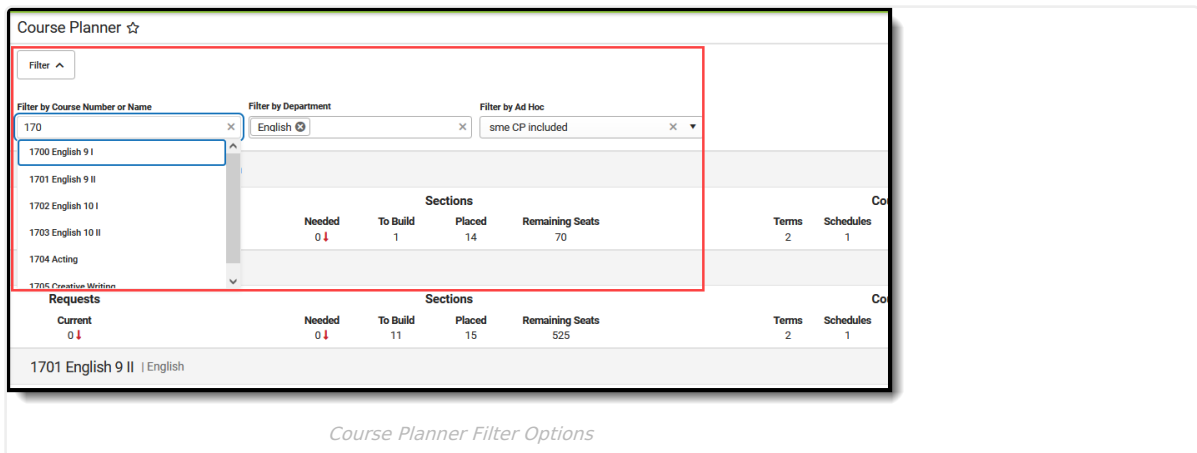 Course Planner
Filter
Filter by Course Number or Name Filter by Department Filter by Ad Hoc
170 English sme CP included
1700 English 9 I
1701 English 9 II
1702 English 10 I
1703 English 10 II
1704 Acting
1705 Creative Writing
Sections
Needed To Build Placed Remaining Seats Terms Schedules
0 1 14 70 2 1
Requests Sections
Current Needed To Build Placed Remaining Seats Terms Schedules
0 0 11 15 525 2 1
1701 English 9 II | English
Course Planner Filter Options